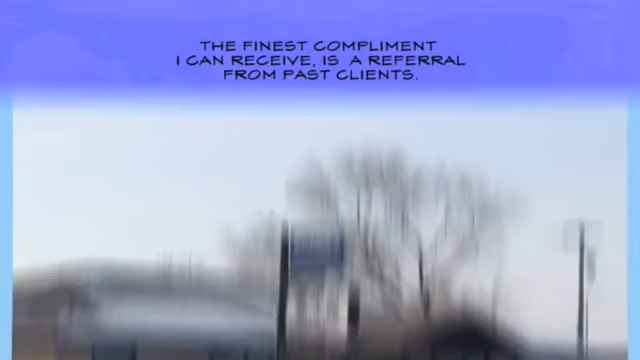 THE FINEST COMPLIMENT
I CAN RECEIVE, IS A REFERRAL
FROM PAST CLIENTS.